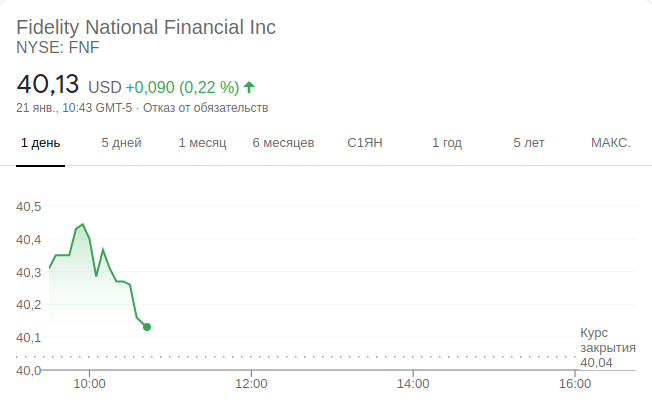 Fidelity National Financial Inc
NYSE: FNF
40,13 USD +0,090 (0,22 %)
21 янв., 10:43 GMT-5 · Отказ от обязательств
1 день 5 дней 1 месяц 6 месяцев С1ЯН 1 год 5 лет МАКС.
40,5
40,4
40,3
40,2
40,1
40,0
Курс
закрытия
40,04
10:00 12:00 14:00 16:00